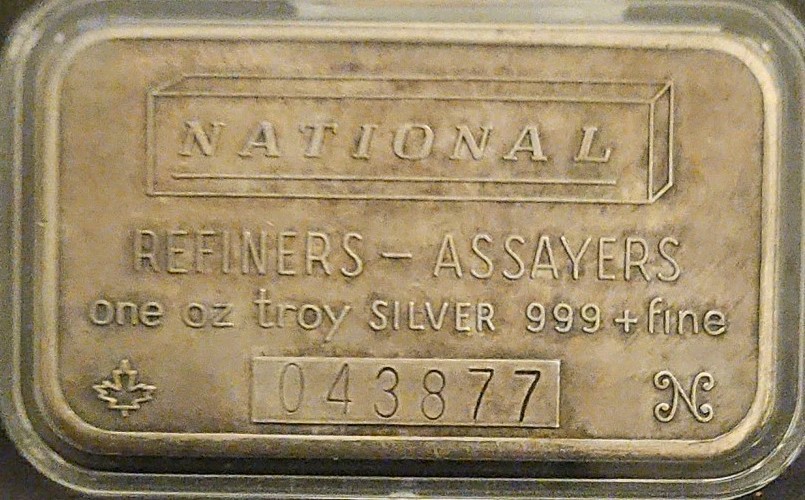 NATIONAL
REFINERS – ASSAYERS
one oz troy SILVER 999+fine
043877
N